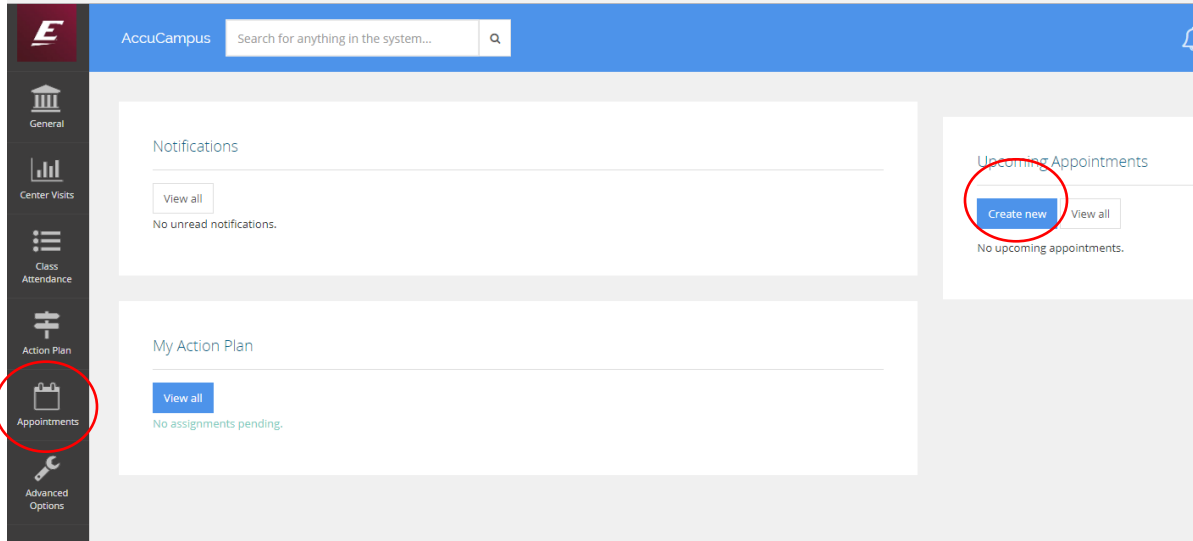 E
AccuCampus
Search for anything in the system...
General
Center Visits
Class
Attendance
Action Plan
Appointments
Advanced
Options
Notifications
View all
No unread notifications.
My Action Plan
View all
No assignments pending.
Upcoming Appointments
Create new
View all
No upcoming appointments.